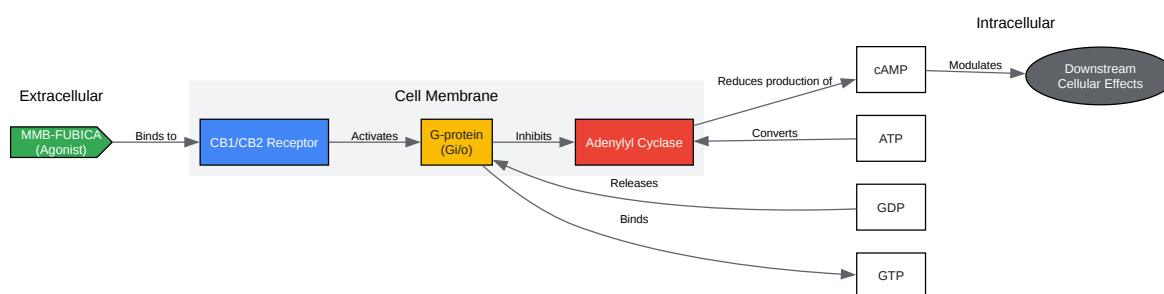 Intracellular
Extracellular
Cell Membrane
MMB-FUBICA
(Agonist)
Binds to
CB1/CB2 Receptor
Activates
G-protein
(Gi/o)
Inhibits
Adenylyl Cyclase
Reduces production of
cAMP
Modulates
Downstream
Cellular Effects
Converts
ATP
Releases
GDP
Binds
GTP